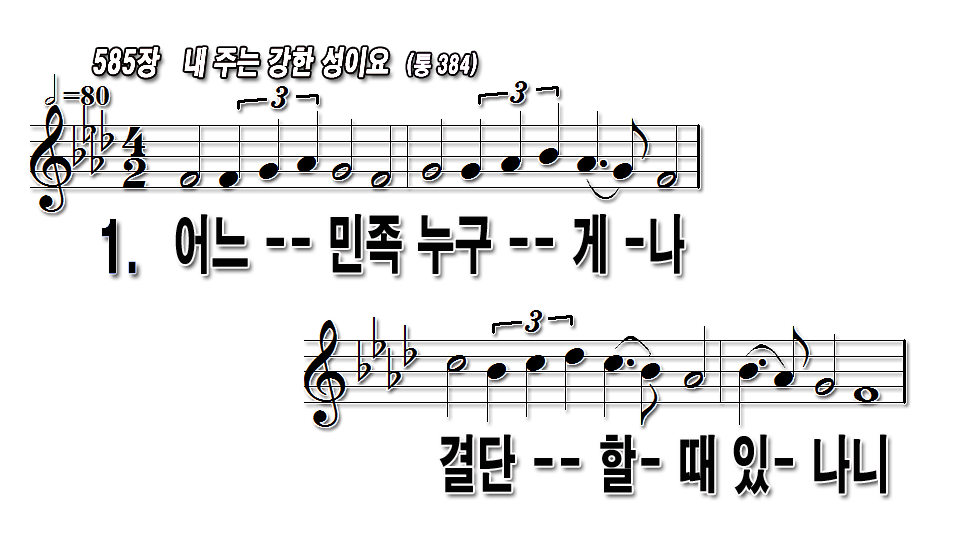 585장 내 주는 강한 성이요 (통 384)
=80
3 3
4
2
1. 어느 -- 민족 누구 -- 게 -나
3
결단 -- 할- 때 있- 나니